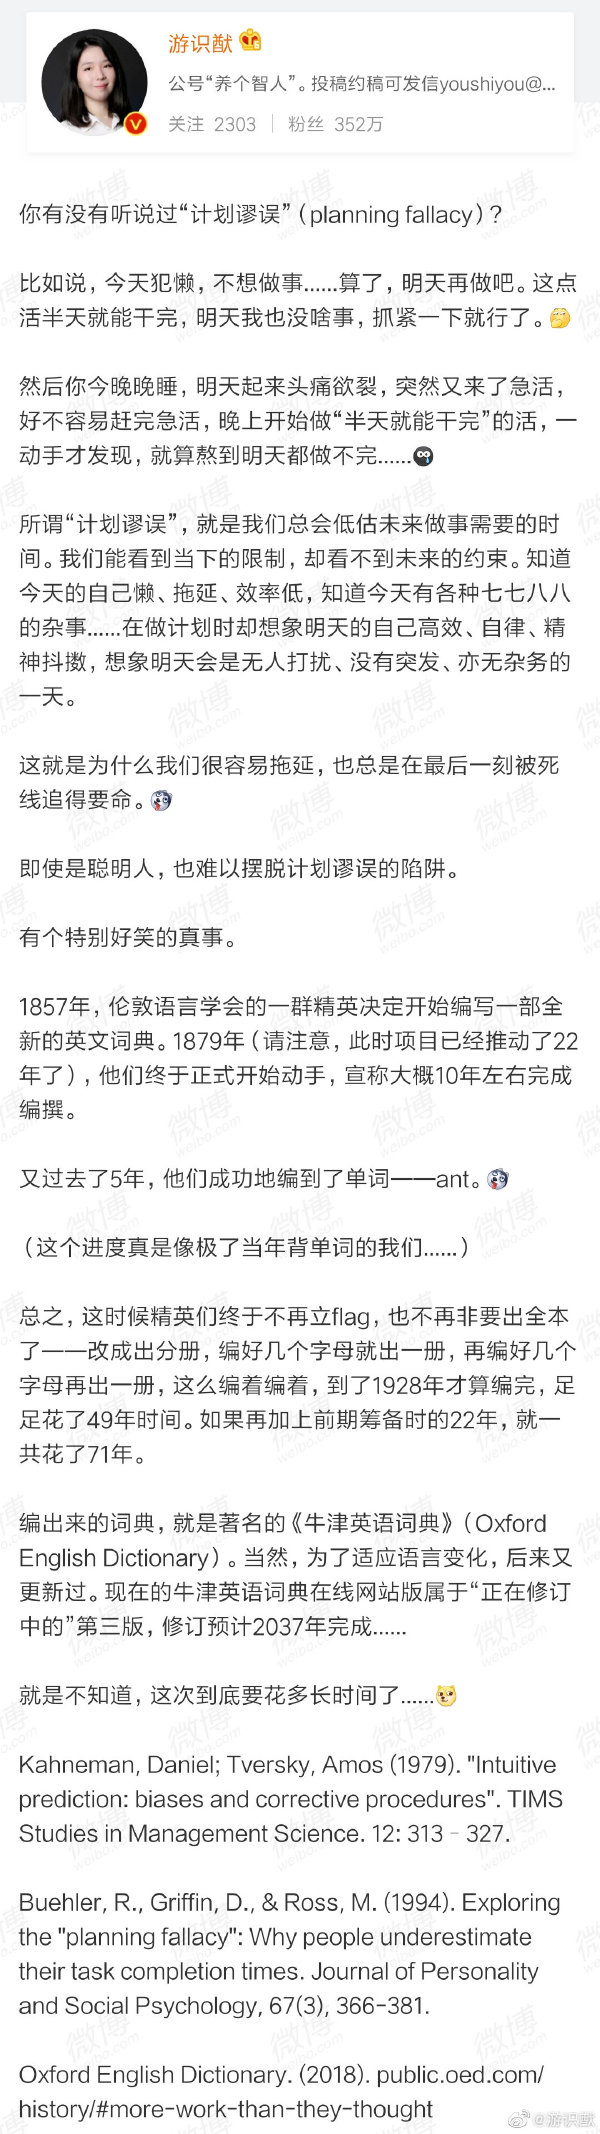 游识猷
公号“养个智人”。投稿约稿可发信youshiyou@...
关注 2303 | 粉丝 352万
你有没有听说过“计划谬误”（planning fallacy）？
比如说，今天犯懒，不想做事......算了，明天再做吧。这点
活半天就能干完，明天我也没啥事，抓紧一下就行了。
然后你今晚晚睡，明天起来头痛欲裂，突然又来了急活，
好不容易赶完急活，晚上开始做“半天就能干完”的活，一
动手才发现，就算熬到明天都做不完......
所谓“计划谬误”，就是我们总会低估未来做事需要的时
间。我们能看到当下的限制，却看不到未来的约束。知道
今天的自己懒、拖延、效率低，知道今天有各种七七八八
的杂事......在做计划时却想象明天的自己高效、自律、精
神抖擞，想象明天会是无人打扰、没有突发、亦无杂务的
一天。
这就是为什么我们很容易拖延，也总是在最后一刻被死
线追得要命。
即使是聪明人，也难以摆脱计划谬误的陷阱。
有个特别好笑的真事。
1857年，伦敦语言学会的一群精英决定开始编写一部全
新的英文词典。1879年（请注意，此时项目已经推动了22
年了），他们终于正式开始动手，宣称大概10年左右完成
编撰。
又过去了5年，他们成功地编到了单词——ant。
（这个进度真是像极了当年背单词的我们......）
总之，这时候精英们终于不再立flag，也不再非要出全本
了——改成出分册，编好几个字母就出一册，再编好几个
字母再出一册，这么编着编着，到了1928年才算编完，足
足花了49年时间。如果再加上前期筹备时的22年，就一
共花了71年。
编出来的词典，就是著名的《牛津英语词典》（Oxford
English Dictionary）。当然，为了适应语言变化，后来又
更新过。现在的牛津英语词典在线网站版属于“正在修订
中的”第三版，修订预计2037年完成......
就是不知道，这次到底要花多长时间了......
Kahneman, Daniel; Tversky, Amos (1979). "Intuitive
prediction: biases and corrective procedures". TIMS
Studies in Management Science. 12: 313–327.
Buehler, R., Griffin, D., & Ross, M. (1994). Exploring
the "planning fallacy": Why people underestimate
their task completion times. Journal of Personality
and Social Psychology, 67(3), 366-381.
Oxford English Dictionary. (2018). public.oed.com/
history/#more-work-than-they-thought
@游识猷